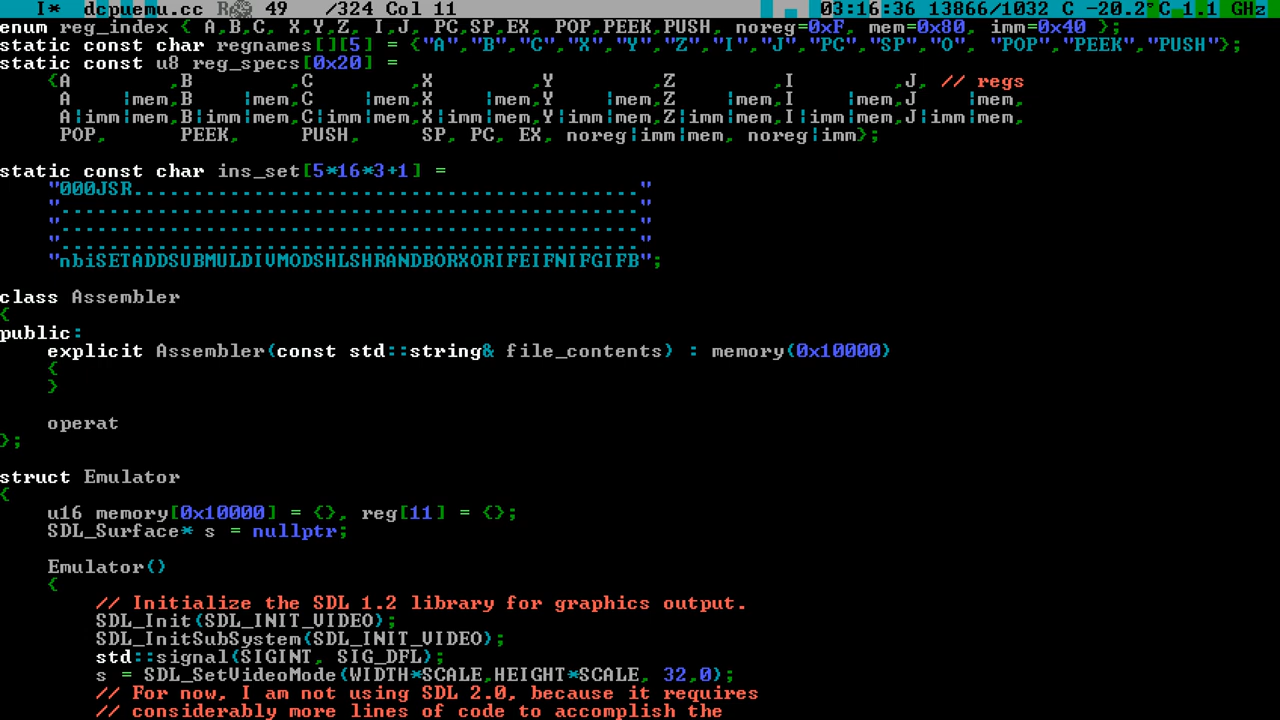 I* dcpuemu.cc R 49 /324 Col 11 03:16:36 13866/1032 C -20.2°C 1.1 GHz
enum reg_index { A,B,C, X,Y,Z, I,J, PC,SP,EX, POP,PEEK,PUSH, noreg=0xF, mem=0x80, imm=0x40 };
static const char regnames[][5] = {"A","B","C","X","Y","Z","I","J","PC","SP","O", "POP","PEEK","PUSH"};
static const u8 reg_specs[0x20] =
    {A        ,B         ,C        ,X         ,Y         ,Z         ,I         ,J, // regs
     A    |mem,B     |mem,C    |mem,X     |mem,Y     |mem,Z     |mem,I     |mem,J     |mem,
     A|imm|mem,B|imm|mem,C|imm|mem,X|imm|mem,Y|imm|mem,Z|imm|mem,I|imm|mem,J|imm|mem,
     POP,      PEEK,      PUSH,      SP, PC, EX, noreg|imm|mem, noreg|imm};
static const char ins_set[5*16*3+1] =
    "000JSR.........................................."
    "................................................"
    "................................................"
    "................................................"
    "nbiSETADDSUBMULDIVMODSHLSHRANDBORXORIFEIFNIFGIFB";
class Assembler
{
public:
    explicit Assembler(const std::string& file_contents) : memory(0x10000)
    {
    }
    operat
};
struct Emulator
{
    u16 memory[0x10000] = {}, reg[11] = {};
    SDL_Surface* s = nullptr;
    Emulator()
    {
        // Initialize the SDL 1.2 library for graphics output.
        SDL_Init(SDL_INIT_VIDEO);
        SDL_InitSubSystem(SDL_INIT_VIDEO);
        std::signal(SIGINT, SIG_DFL);
        s = SDL_SetVideoMode(WIDTH*SCALE,HEIGHT*SCALE, 32,0);
        // For now, I am not using SDL 2.0, because it requires
        // considerably more lines of code to accomplish the